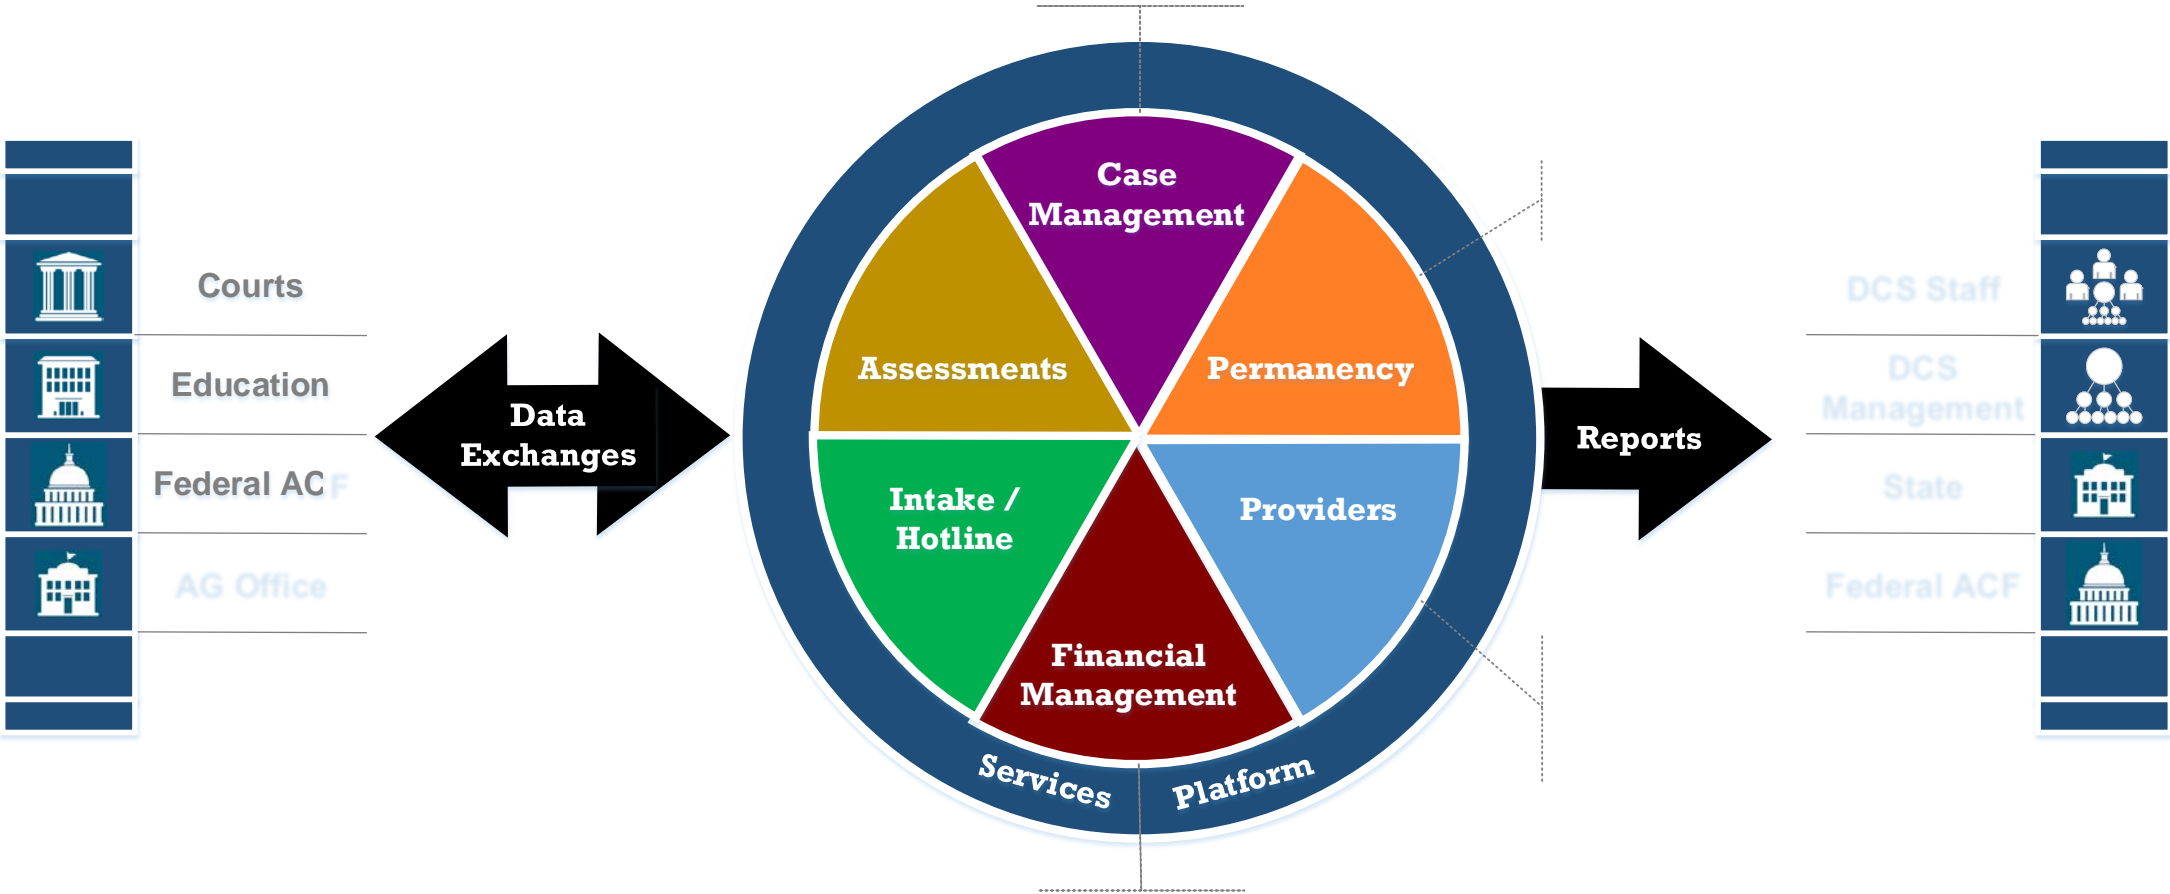 Courts
Education
Federal ACF
AG Office
Data
Exchanges
Case
Management
Assessments
Permanency
Intake /
Hotline
Providers
Financial
Management
Services Platform
Reports
DCS Staff
DCS
Management
State
Federal ACF